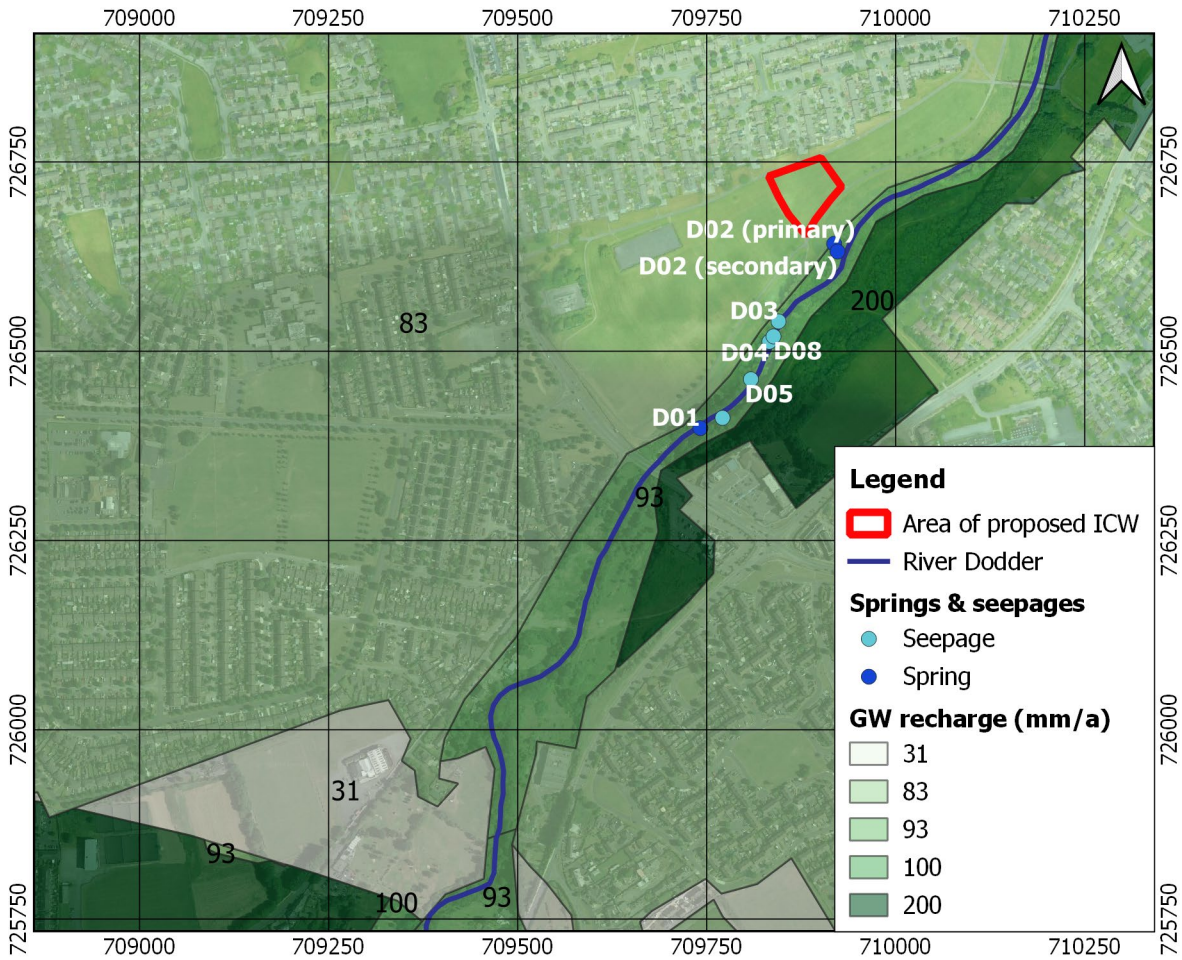 709000 709250 709500 709750 710000 710250
726750 726750
D02 (primary)
D02 (secondary)
200
D03
83
726500 726500
D04 D08
D05
D01
93
726250
Legend
Area of proposed ICW
River Dodder
Springs & seepages
Seepage
Spring
GW recharge (mm/a)
31
83
93
100
200
726250
726000 726000
31
93
100 93
725750 725750
709000 709250 709500 709750 710000 710250